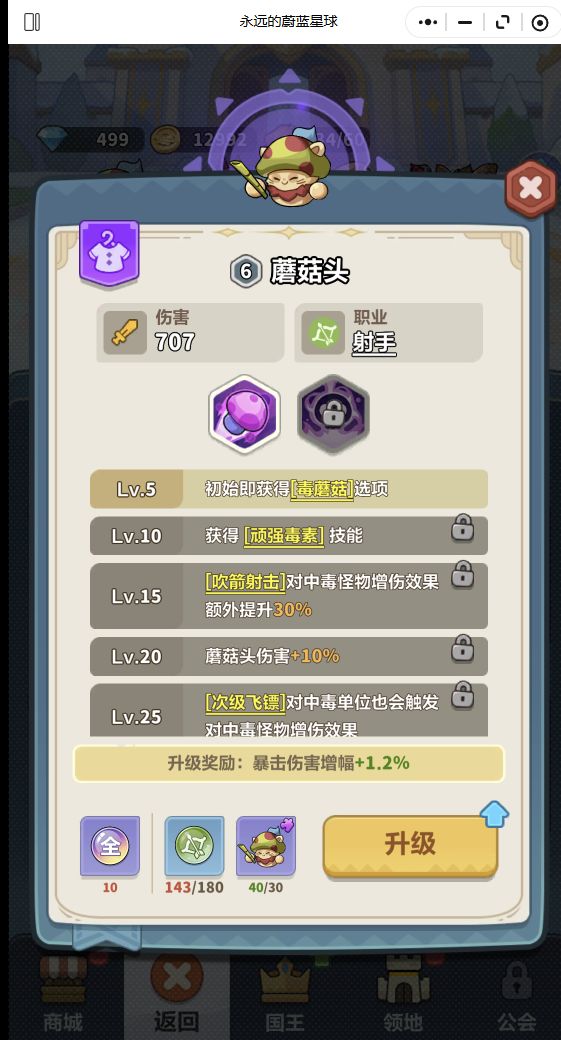 永远的蔚蓝星球
499
12992
34/60
2
6 蘑菇头
伤害
707
职业
射手
Lv.5 初始即获得[毒蘑菇]选项
Lv.10 获得 [顽强毒素] 技能
Lv.15 [吹箭射击]对中毒怪物增伤效果
额外提升30%
Lv.20 蘑菇头伤害+10%
Lv.25 [次级飞镖]对中毒单位也会触发
对中毒怪物增伤效果
升级奖励：暴击伤害增幅+1.2%
全
10
143/180
40/30
升级
商城
返回
国王
领地
公会